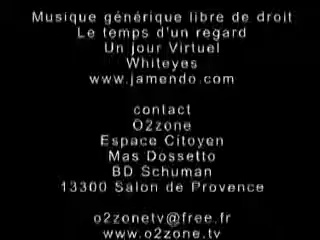 Musique générique libre de droit
Le temps d'un regard
Un jour Virtuel
Whiteyes
www.jamendo.com
contact
O2zone
Espace Citoyen
Mas Dossetto
BD Schuman
13300 Salon de Provence
o2zonetv@free.fr
www.o2zone.tv